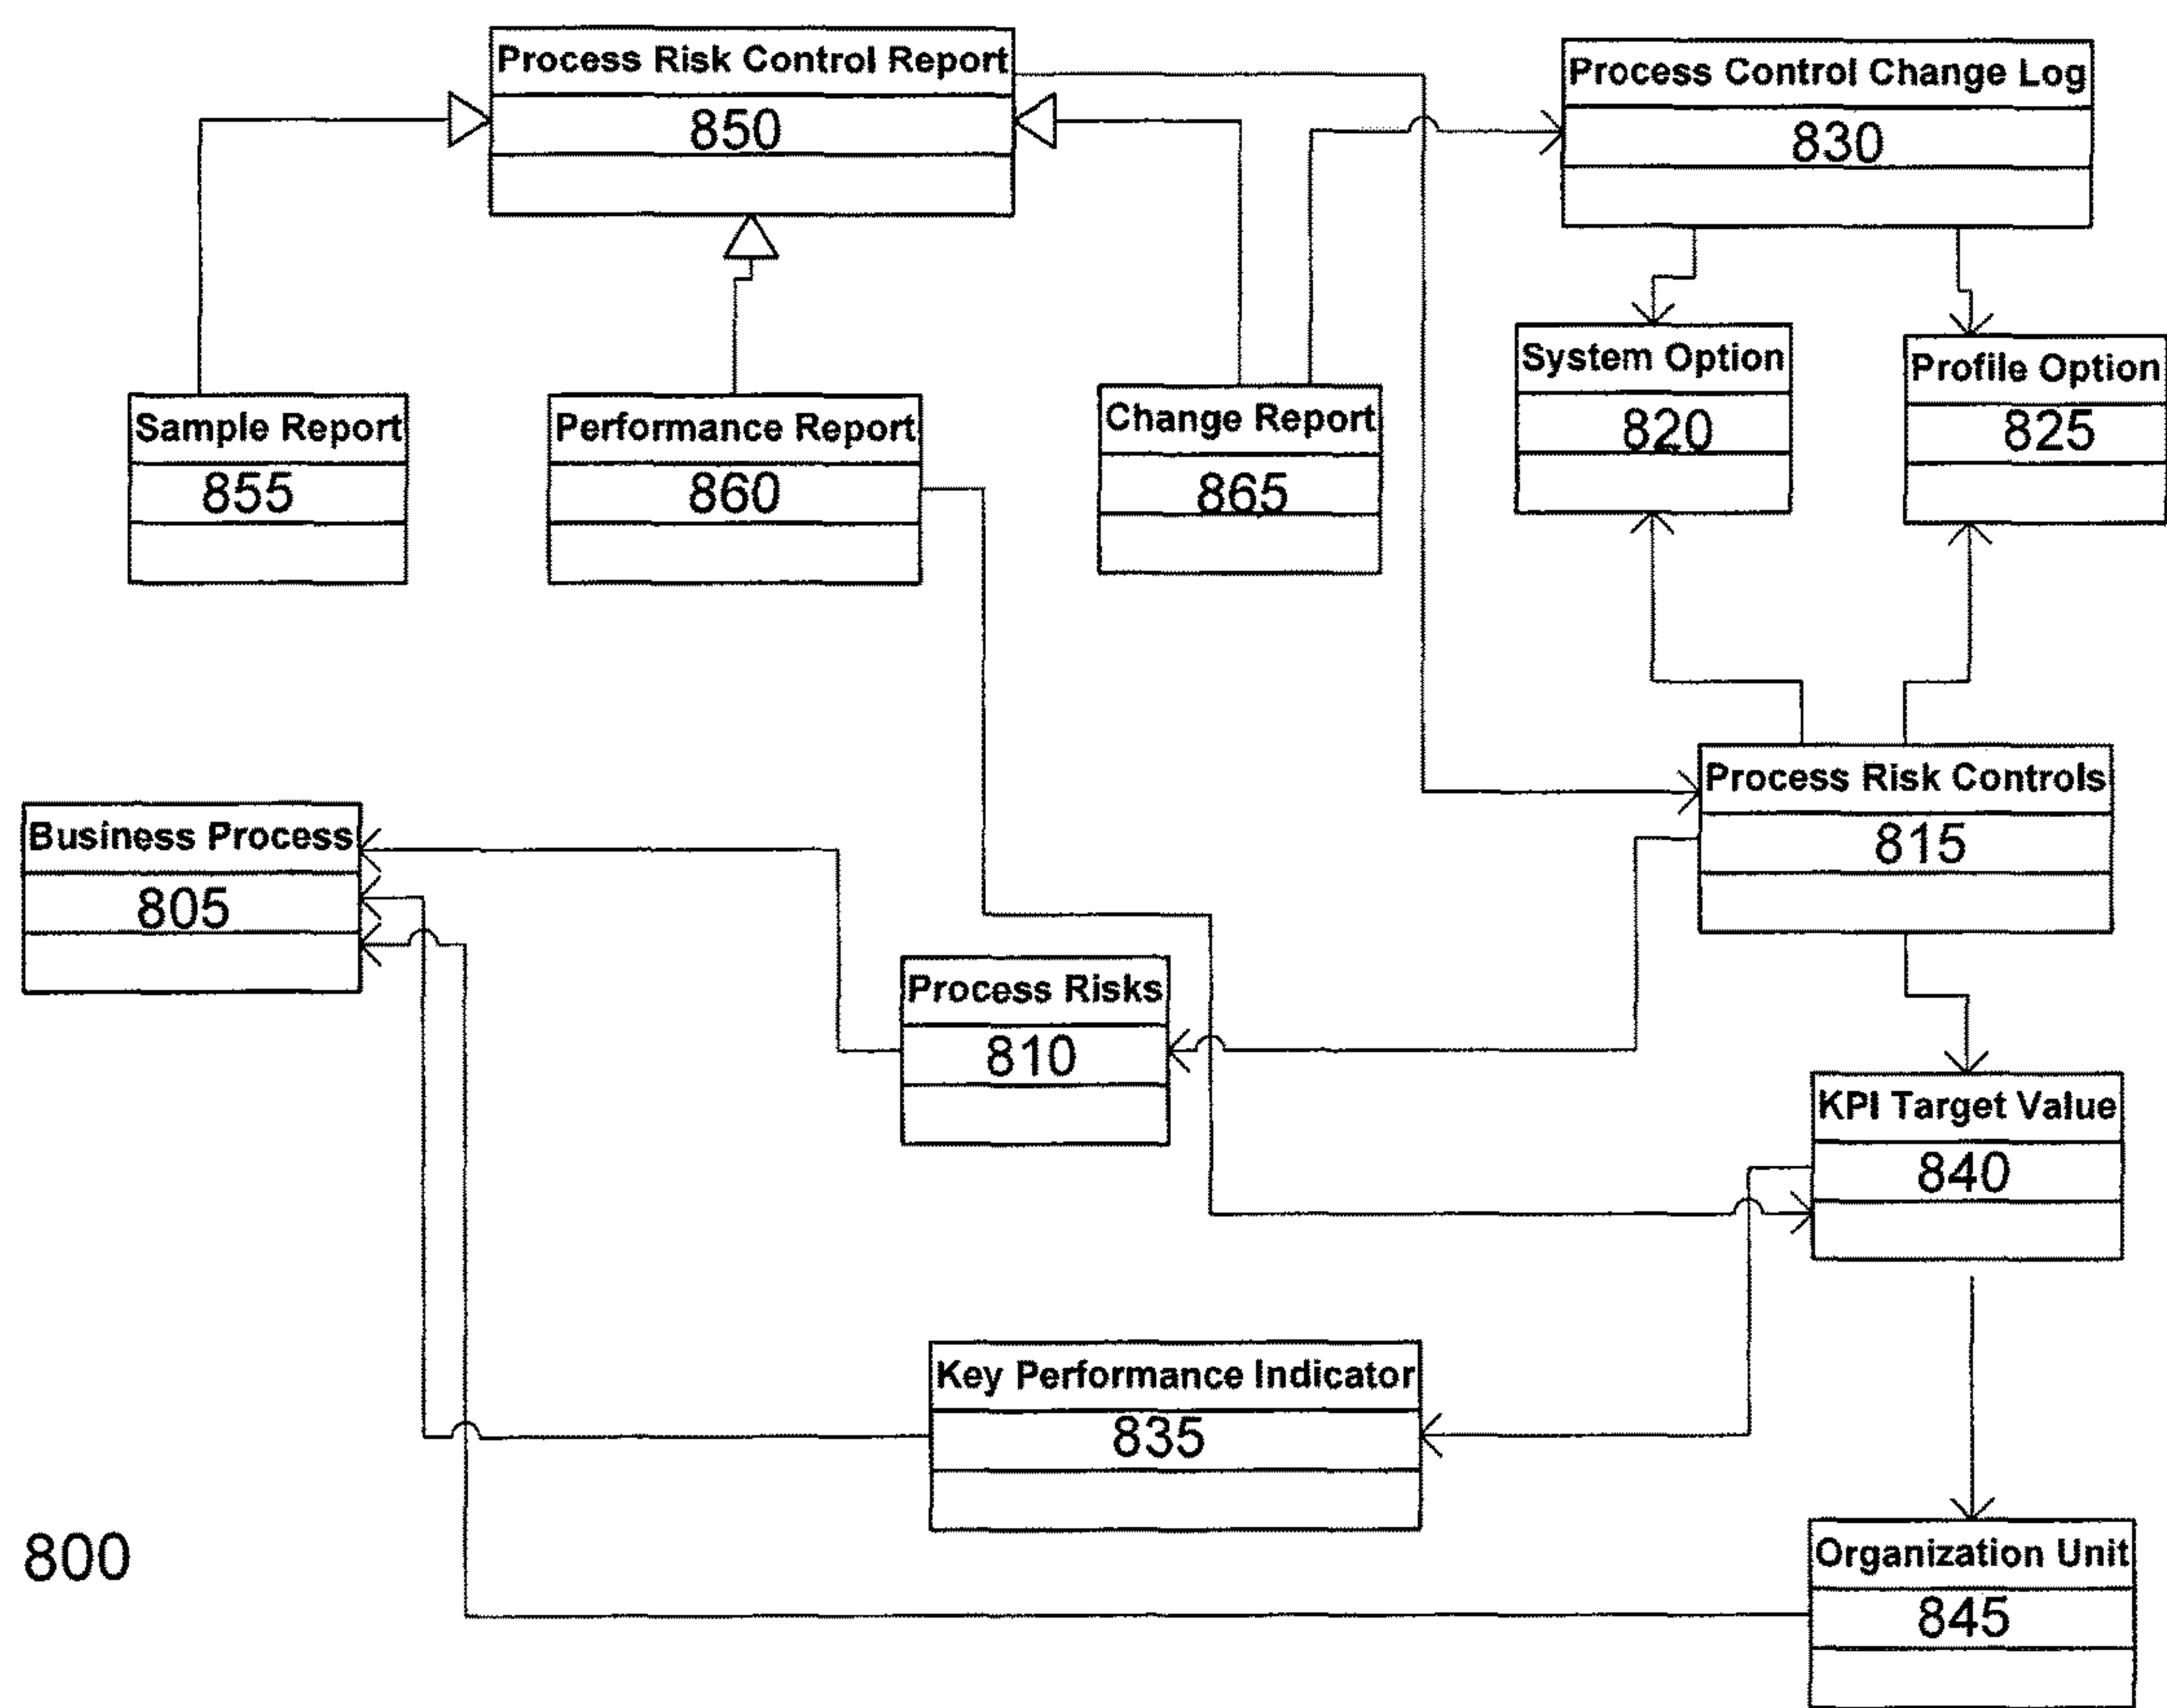 Process Risk Control Report
850
Process Control Change Log
830
System Option
820
Profile Option
825
Sample Report
855
Performance Report
860
Change Report
865
Process Risk Controls
815
Business Process
805
Process Risks
810
KPI Target Value
840
Key Performance Indicator
835
Organization Unit
845
800